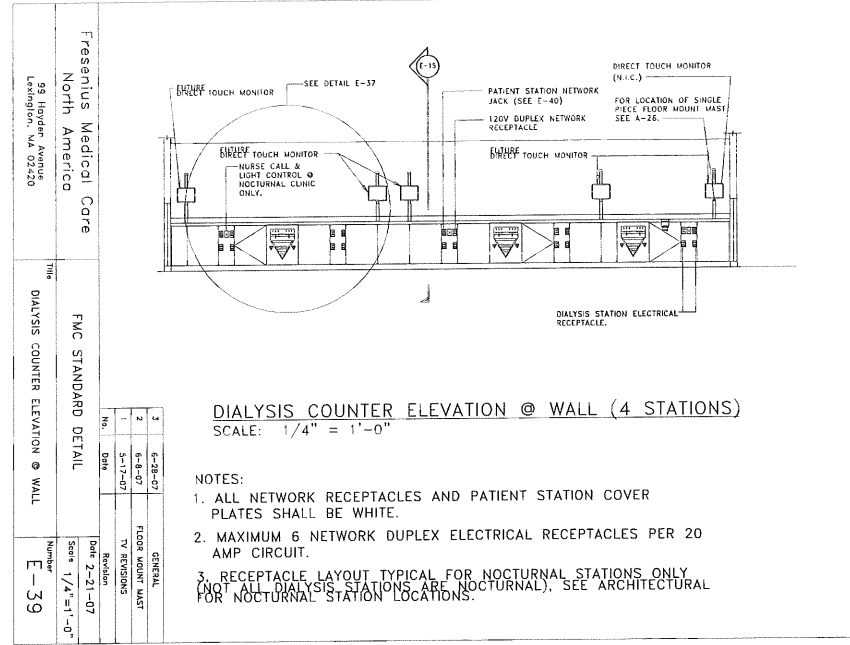 Fresenius Medical Care
North America
99 Hayden Avenue
Lexington, MA 02420
Title
DIALYSIS COUNTER ELEVATION @ WALL
FMC STANDARD DETAIL
Number
E-39
Scale
1/4"=1'-0"
Date
2-21-07
No.
Date
Revision
1
5-17-07
TV REVISIONS
2
6-8-07
FLOOR MOUNT MAST
3
6-28-07
GENERAL
FUTURE
DIRECT TOUCH MONITOR
SEE DETAIL E-37
E-15
PATIENT STATION NETWORK
JACK (SEE E-40)
120V DUPLEX NETWORK
RECEPTACLE
DIRECT TOUCH MONITOR
(N.I.C.)
FOR LOCATION OF SINGLE
PIECE FLOOR MOUNT MAST
SEE A-26.
FUTURE
DIRECT TOUCH MONITOR
NURSE CALL &
LIGHT CONTROL @
NOCTURNAL CLINIC
ONLY.
FUTURE
DIRECT TOUCH MONITOR
DIALYSIS STATION ELECTRICAL
RECEPTACLE.
DIALYSIS COUNTER ELEVATION @ WALL (4 STATIONS)
SCALE: 1/4" = 1'-0"
NOTES:
1. ALL NETWORK RECEPTACLES AND PATIENT STATION COVER
PLATES SHALL BE WHITE.
2. MAXIMUM 6 NETWORK DUPLEX ELECTRICAL RECEPTACLES PER 20
AMP CIRCUIT.
3. RECEPTACLE LAYOUT TYPICAL FOR NOCTURNAL STATIONS ONLY
(NOT ALL DIALYSIS STATIONS ARE NOCTURNAL), SEE ARCHITECTURAL
FOR NOCTURNAL STATION LOCATIONS.